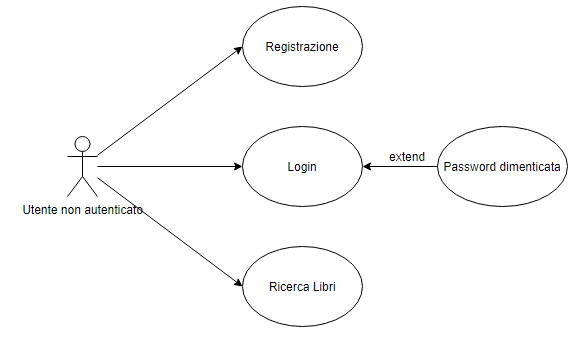 Registrazione
Login
extend
Password dimenticata
Utente non autenticato
Ricerca Libri